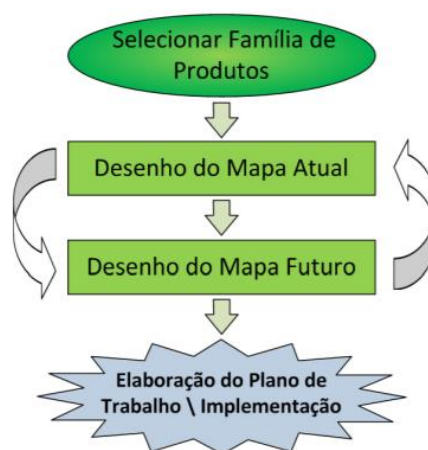 Selecionar Família de
Produtos
Desenho do Mapa Atual
Desenho do Mapa Futuro
Elaboração do Plano de
Trabalho \ Implementação